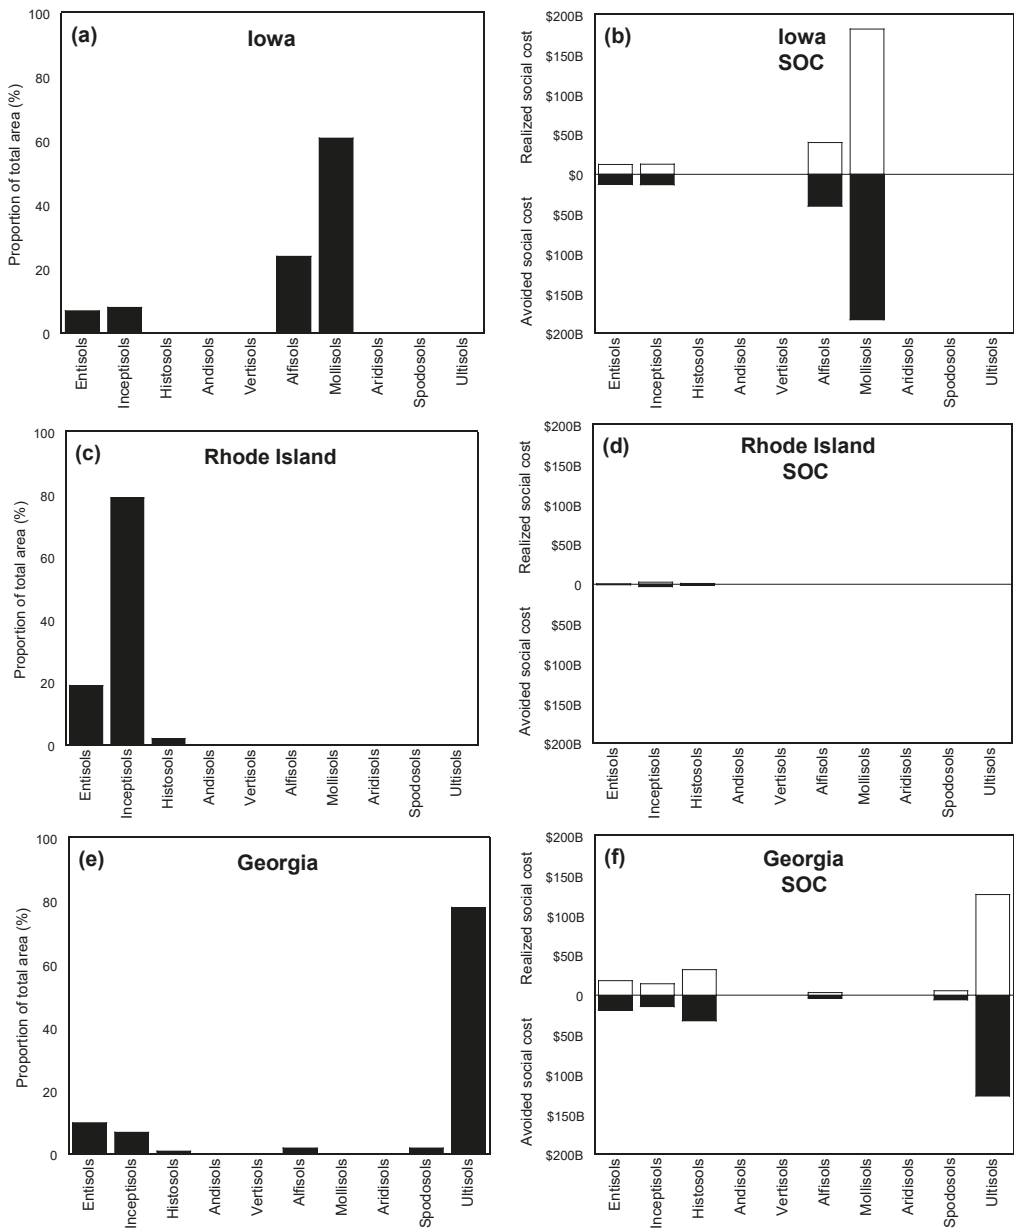 (a)
Iowa
Proportion of total area (%)
100
80
60
40
20
0
Entisols
Inceptisols
Histosols
Andisols
Vertisols
Alfisols
Mollisols
Aridisols
Spodosols
Ultisols
(b)
Iowa
SOC
Realized social cost
Avoided social cost
$200B
$150B
$100B
$50B
$0
$50B
$100B
$150B
$200B
Entisols
Inceptisols
Histosols
Andisols
Vertisols
Alfisols
Mollisols
Aridisols
Spodosols
Ultisols
(c)
Rhode Island
Proportion of total area (%)
100
80
60
40
20
0
Entisols
Inceptisols
Histosols
Andisols
Vertisols
Alfisols
Mollisols
Aridisols
Spodosols
Ultisols
(d)
Rhode Island
SOC
Realized social cost
Avoided social cost
$200B
$150B
$100B
$50B
0
$50B
$100B
$150B
$200B
Entisols
Inceptisols
Histosols
Andisols
Vertisols
Alfisols
Mollisols
Aridisols
Spodosols
Ultisols
(e)
Georgia
Proportion of total area (%)
100
80
60
40
20
0
Entisols
Inceptisols
Histosols
Andisols
Vertisols
Alfisols
Mollisols
Aridisols
Spodosols
Ultisols
(f)
Georgia
SOC
Realized social cost
Avoided social cost
$200B
$150B
$100B
$50B
0
$50B
$100B
$150B
$200B
Entisols
Inceptisols
Histosols
Andisols
Vertisols
Alfisols
Mollisols
Aridisols
Spodosols
Ultisols